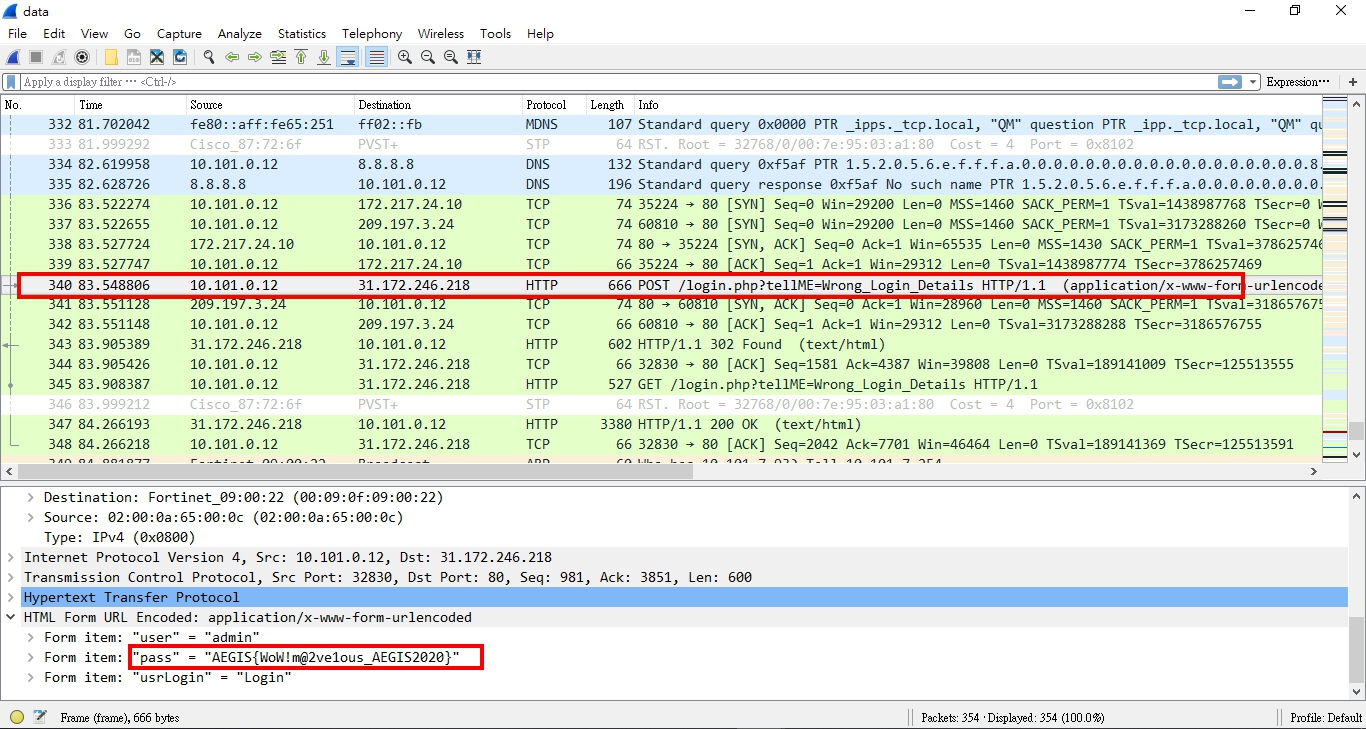 data
File Edit View Go Capture Analyze Statistics Telephony Wireless Tools Help
Apply a display filter ··· <Ctrl-/> Expression···
No. Time Source Destination Protocol Length Info
332 81.702042 fe80::aff:fe65:251 ff02::fb MDNS 107 Standard query 0x0000 PTR _ipps._tcp.local, "QM" question PTR _ipp._tcp.local, "QM" qu
333 81.999292 Cisco_87:72:6f PVST+ STP 64 RST. Root = 32768/0/00:7e:95:03:a1:80 Cost = 4 Port = 0x8102
334 82.619958 10.101.0.12 8.8.8.8 DNS 132 Standard query 0xf5af PTR 1.5.2.0.5.6.e.f.f.f.a.0.0.0.0.0.0.0.0.0.0.0.0.0.0.0.8.
335 82.628726 8.8.8.8 10.101.0.12 DNS 196 Standard query response 0xf5af No such name PTR 1.5.2.0.5.6.e.f.f.f.a.0.0.0.0.0.0.
336 83.522274 10.101.0.12 172.217.24.10 TCP 74 35224 → 80 [SYN] Seq=0 Win=29200 Len=0 MSS=1460 SACK_PERM=1 TSval=1438987768 TSecr=0 W
337 83.522655 10.101.0.12 209.197.3.24 TCP 74 60810 → 80 [SYN] Seq=0 Win=29200 Len=0 MSS=1460 SACK_PERM=1 TSval=3173288260 TSecr=0 W
338 83.527724 172.217.24.10 10.101.0.12 TCP 74 80 → 35224 [SYN, ACK] Seq=0 Ack=1 Win=65535 Len=0 MSS=1430 SACK_PERM=1 TSval=378625746
339 83.527747 10.101.0.12 172.217.24.10 TCP 66 35224 → 80 [ACK] Seq=1 Ack=1 Win=29312 Len=0 TSval=1438987774 TSecr=3786257469
340 83.548806 10.101.0.12 31.172.246.218 HTTP 666 POST /login.php?tellME=Wrong_Login_Details HTTP/1.1 (application/x-www-form-urlencode
341 83.551128 209.197.3.24 10.101.0.12 TCP 74 80 → 60810 [SYN, ACK] Seq=0 Ack=1 Win=28960 Len=0 MSS=1460 SACK_PERM=1 TSval=318657675
342 83.551148 10.101.0.12 209.197.3.24 TCP 66 60810 → 80 [ACK] Seq=1 Ack=1 Win=29312 Len=0 TSval=3173288288 TSecr=3186576755
343 83.905389 31.172.246.218 10.101.0.12 HTTP 602 HTTP/1.1 302 Found (text/html)
344 83.905426 10.101.0.12 31.172.246.218 TCP 66 32830 → 80 [ACK] Seq=1581 Ack=4387 Win=39808 Len=0 TSval=189141009 TSecr=125513555
345 83.908387 10.101.0.12 31.172.246.218 HTTP 527 GET /login.php?tellME=Wrong_Login_Details HTTP/1.1
346 83.999212 Cisco_87:72:6f PVST+ STP 64 RST. Root = 32768/0/00:7e:95:03:a1:80 Cost = 4 Port = 0x8102
347 84.266193 31.172.246.218 10.101.0.12 HTTP 3380 HTTP/1.1 200 OK (text/html)
348 84.266218 10.101.0.12 31.172.246.218 TCP 66 32830 → 80 [ACK] Seq=2042 Ack=7701 Win=46464 Len=0 TSval=189141369 TSecr=125513591
Destination: Fortinet_09:00:22 (00:09:0f:09:00:22)
Source: 02:00:0a:65:00:0c (02:00:0a:65:00:0c)
Type: IPv4 (0x0800)
Internet Protocol Version 4, Src: 10.101.0.12, Dst: 31.172.246.218
Transmission Control Protocol, Src Port: 32830, Dst Port: 80, Seq: 981, Ack: 3851, Len: 600
Hypertext Transfer Protocol
HTML Form URL Encoded: application/x-www-form-urlencoded
Form item: "user" = "admin"
Form item: "pass" = "AEGIS{WoW!m@2ve1ous_AEGIS2020}"
Form item: "usrLogin" = "Login"
Frame (frame), 666 bytes Packets: 354 · Displayed: 354 (100.0%) Profile: Default